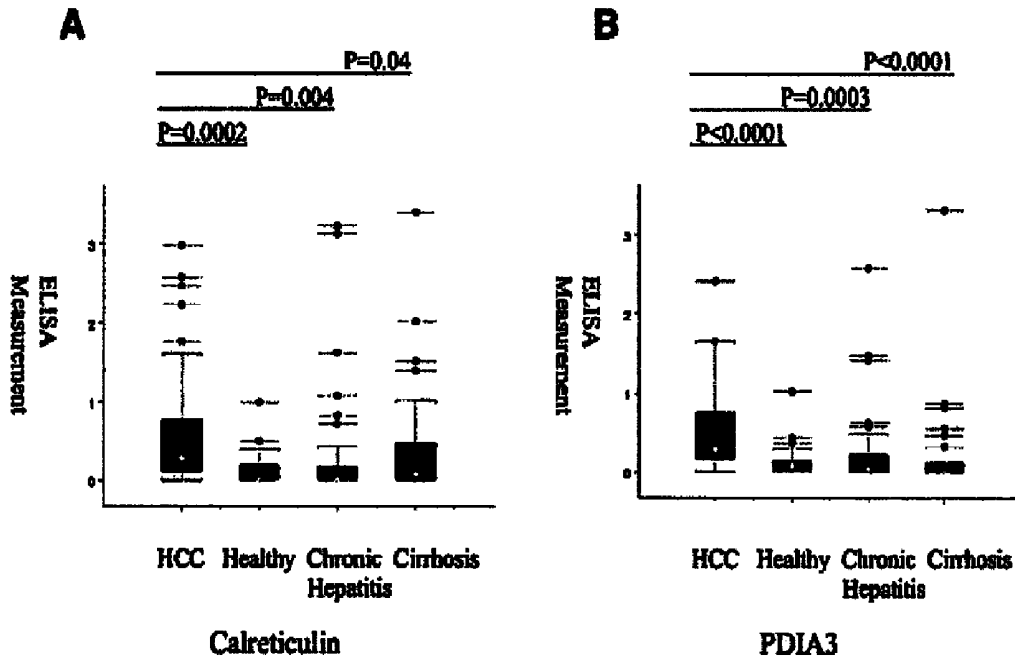 A
P=0.04
P=0.004
P=0.0002
ELISA
Measurement
3
2
1
0
HCC Healthy Chronic Cirrhosis
Hepatitis
Calreticulin
B
P<0.0001
P=0.0003
P<0.0001
ELISA
Measurement
3
2
1
0
HCC Healthy Chronic Cirrhosis
Hepatitis
PDIA3